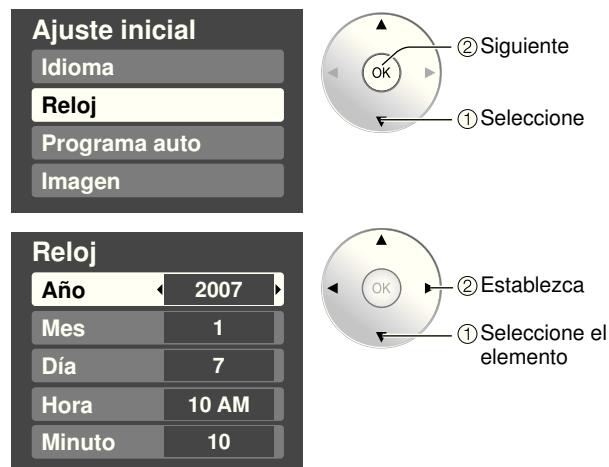 Ajuste inicial
Idioma
Reloj
Programa auto
Imagen
OK
②Siguiente
①Seleccione
Reloj
Año 2007
Mes 1
Día 7
Hora 10 AM
Minuto 10
OK
②Establezca
①Seleccione el
elemento